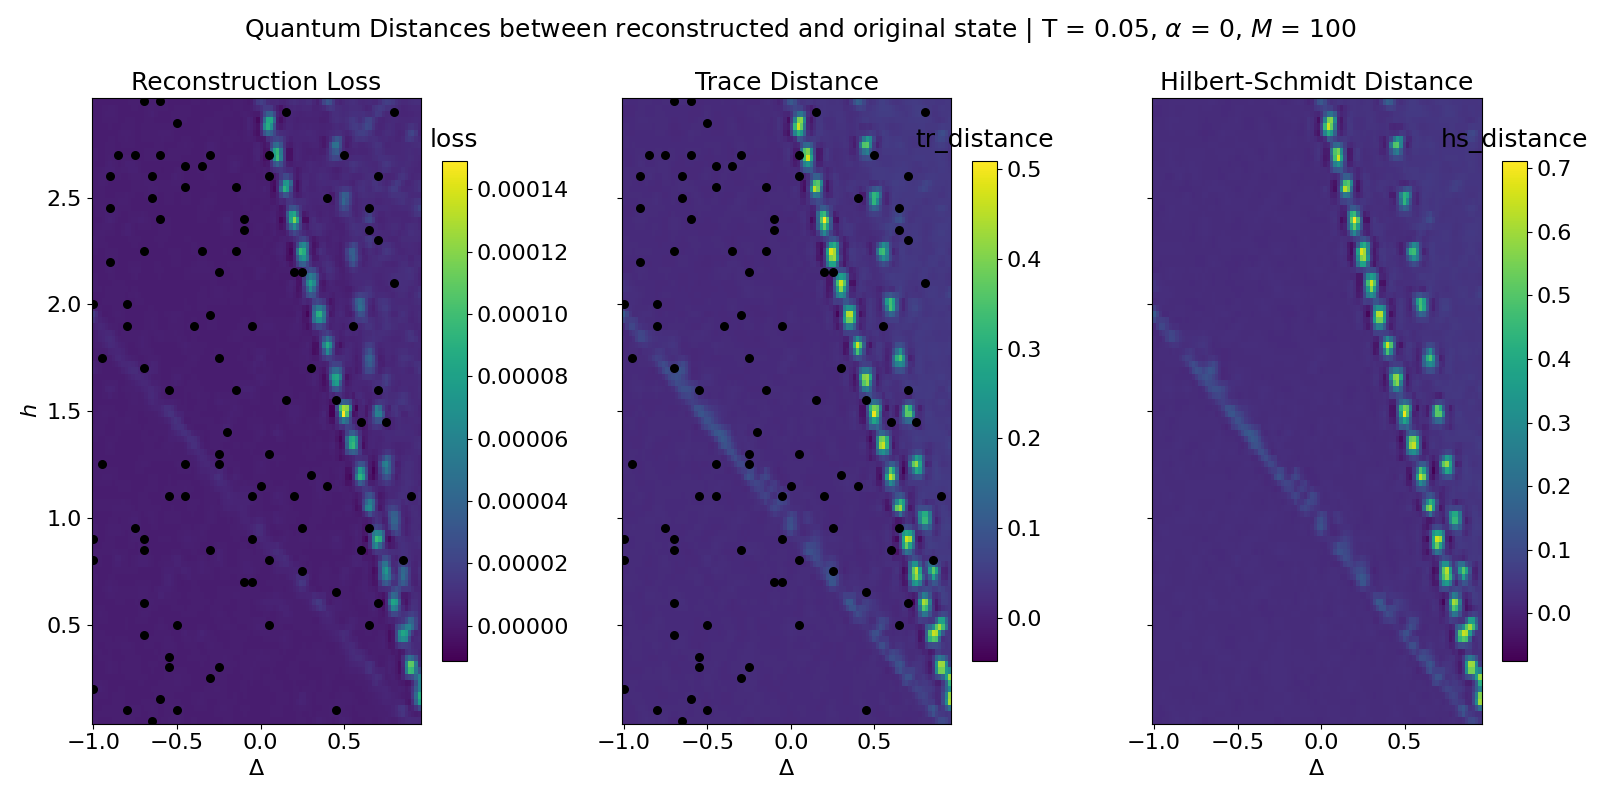 Quantum Distances between reconstructed and original state | T = 0.05, α = 0, M = 100
Reconstruction Loss
Trace Distance
Hilbert-Schmidt Distance
loss
tr_distance
hs_distance
h
2.5
2.0
1.5
1.0
0.5
−1.0 −0.5 0.0 0.5
Δ
0.00014
0.00012
0.00010
0.00008
0.00006
0.00004
0.00002
0.00000
−1.0 −0.5 0.0 0.5
Δ
0.5
0.4
0.3
0.2
0.1
0.0
−1.0 −0.5 0.0 0.5
Δ
0.7
0.6
0.5
0.4
0.3
0.2
0.1
0.0